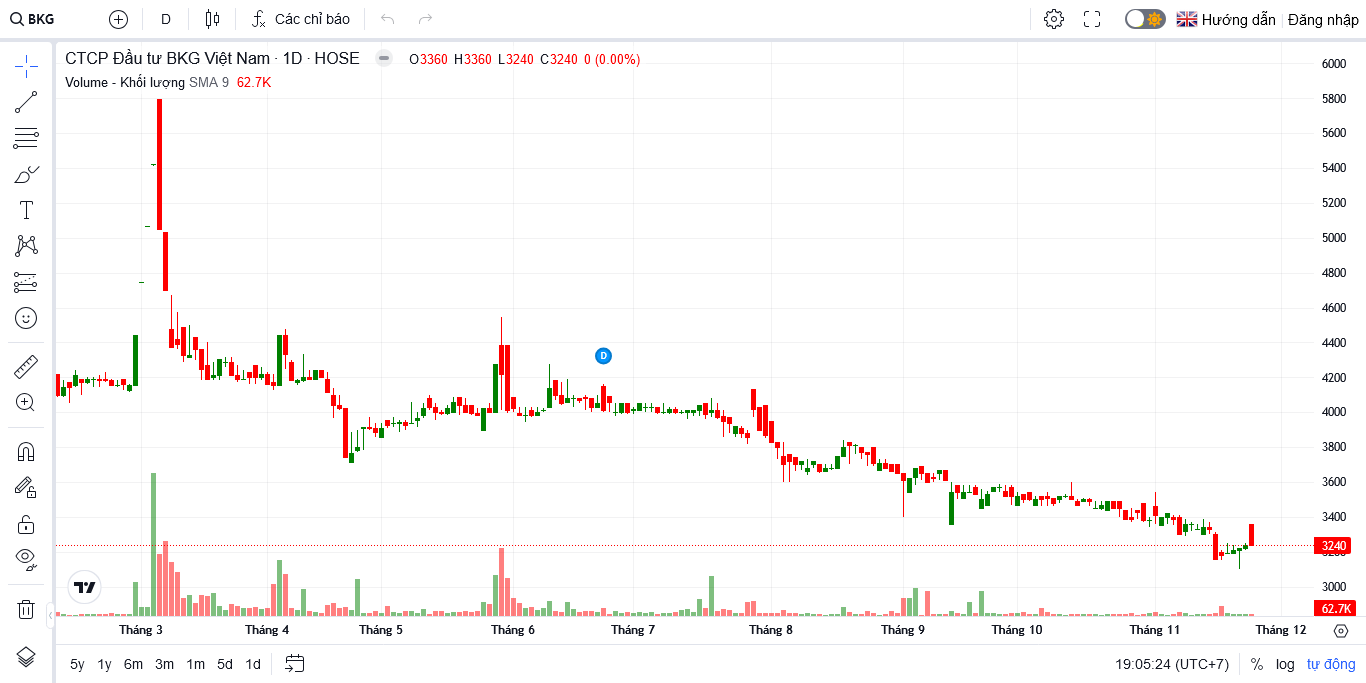 BKG D Các chỉ báo Hướng dẫn Đăng nhập
CTCP Đầu tư BKG Việt Nam · 1D · HOSE O3360 H3360 L3240 C3240 0 (0.00%)
Volume - Khối lượng SMA 9 62.7K
6000
5800
5600
5400
5200
5000
4800
4600
4400
4200
4000
3800
3600
3400
3240
3200
3000
62.7K
D
Tháng 3 Tháng 4 Tháng 5 Tháng 6 Tháng 7 Tháng 8 Tháng 9 Tháng 10 Tháng 11 Tháng 12
5y 1y 6m 3m 1m 5d 1d 19:05:24 (UTC+7) % log tự động